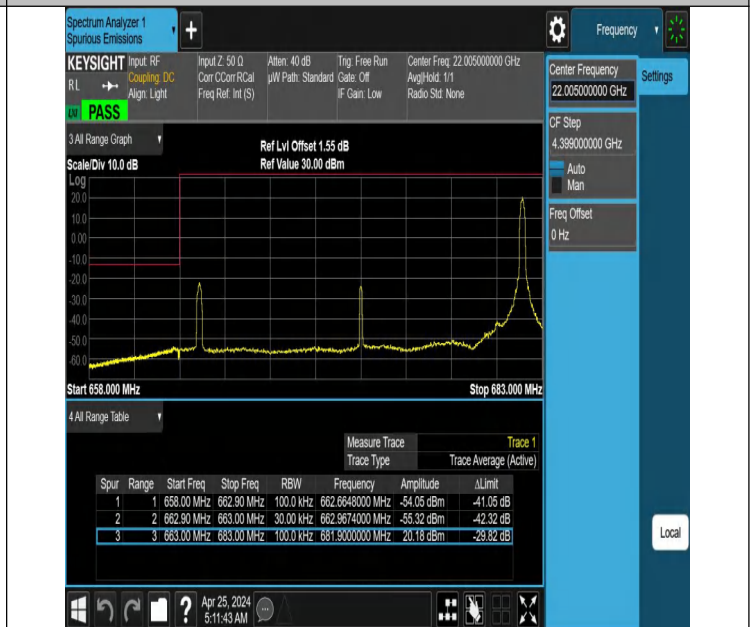 Spectrum Analyzer 1
Spurious Emissions
Frequency
KEYSIGHT
RL
Input: RF
Coupling: DC
Align: Light
Input Z: 50 Ω
Corr CCorr RCal
Freq Ref: Int (S)
Atten: 40 dB
µW Path: Standard
Trig: Free Run
Gate: Off
IF Gain: Low
Center Freq: 22.005000000 GHz
Avg|Hold: 1/1
Radio Std: None
PASS
Center Frequency
22.005000000 GHz
Settings
CF Step
4.399000000 GHz
Auto
Man
Freq Offset
0 Hz
3 All Range Graph
Ref Lvl Offset 1.55 dB
Scale/Div 10.0 dB
Ref Value 30.00 dBm
Log
20.0
10.0
0.00
-10.0
-20.0
-30.0
-40.0
-50.0
-60.0
Start 658.000 MHz
Stop 683.000 MHz
4 All Range Table
Measure Trace Trace 1
Trace Type Trace Average (Active)
Spur Range Start Freq Stop Freq RBW Frequency Amplitude ΔLimit
1 1 658.00 MHz 662.90 MHz 100.0 kHz 662.6648000 MHz -54.05 dBm -41.05 dB
2 2 662.90 MHz 663.00 MHz 30.00 kHz 662.9674000 MHz -55.32 dBm -42.32 dB
3 3 663.00 MHz 683.00 MHz 100.0 kHz 681.9000000 MHz 20.18 dBm -29.82 dB
Local
Apr 25, 2024
5:11:43 AM